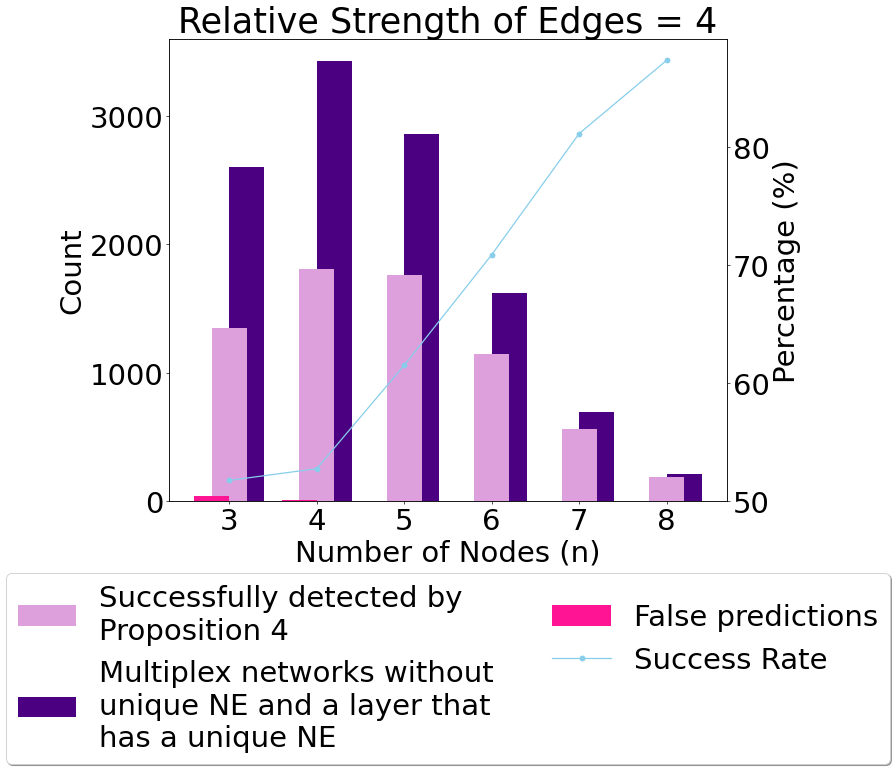 Relative Strength of Edges = 4
3000
2000
1000
0
Count
80
70
60
50
Percentage (%)
3 4 5 6 7 8
Number of Nodes (n)
Successfully detected by
Proposition 4
Multiplex networks without
unique NE and a layer that
has a unique NE
False predictions
Success Rate